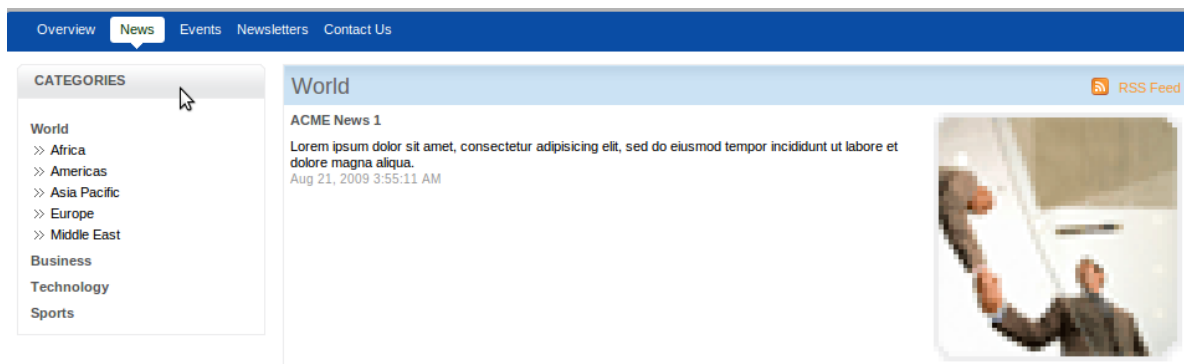 Overview News Events Newsletters Contact Us
CATEGORIES
World
Africa
Americas
Asia Pacific
Europe
Middle East
Business
Technology
Sports
World
RSS Feed
ACME News 1
Lorem ipsum dolor sit amet, consectetur adipisicing elit, sed do eiusmod tempor incididunt ut labore et
dolore magna aliqua.
Aug 21, 2009 3:55:11 AM